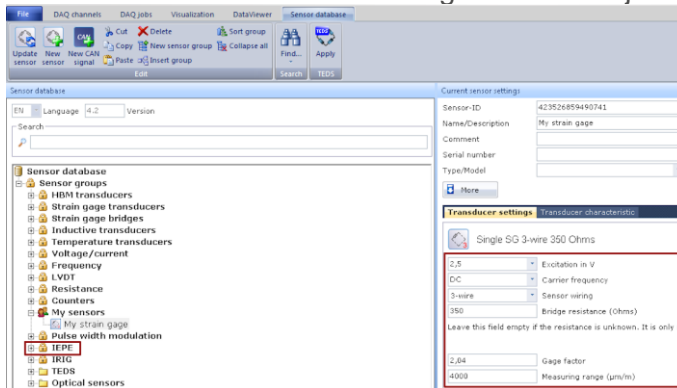 File DAQ channels DAQ jobs Visualization DataViewer Sensor database
Update sensor New sensor New CAN signal Cut Copy Paste Delete New sensor group Insert group Sort group Collapse all Find... Apply
Edit Search TEDS
Sensor database
EN Language 4.2 Version
Search
Sensor database
Sensor groups
HBM transducers
Strain gage transducers
Strain gage bridges
Inductive transducers
Temperature transducers
Voltage/current
Frequency
LVDT
Resistance
Counters
My sensors
My strain gage
Pulse width modulation
IEPE
IRIG
TEDS
Optical sensors
Current sensor settings
Sensor-ID 423526859490741
Name/Description My strain gage
Comment
Serial number
Type/Model
More
Transducer settings Transducer characteristic
Single SG 3-wire 350 Ohms
2,5 Excitation in V
DC Carrier frequency
3-wire Sensor wiring
350 Bridge resistance (Ohms)
Leave this field empty if the resistance is unknown. It is only
2,04 Gage factor
4000 Measuring range (µm/m)